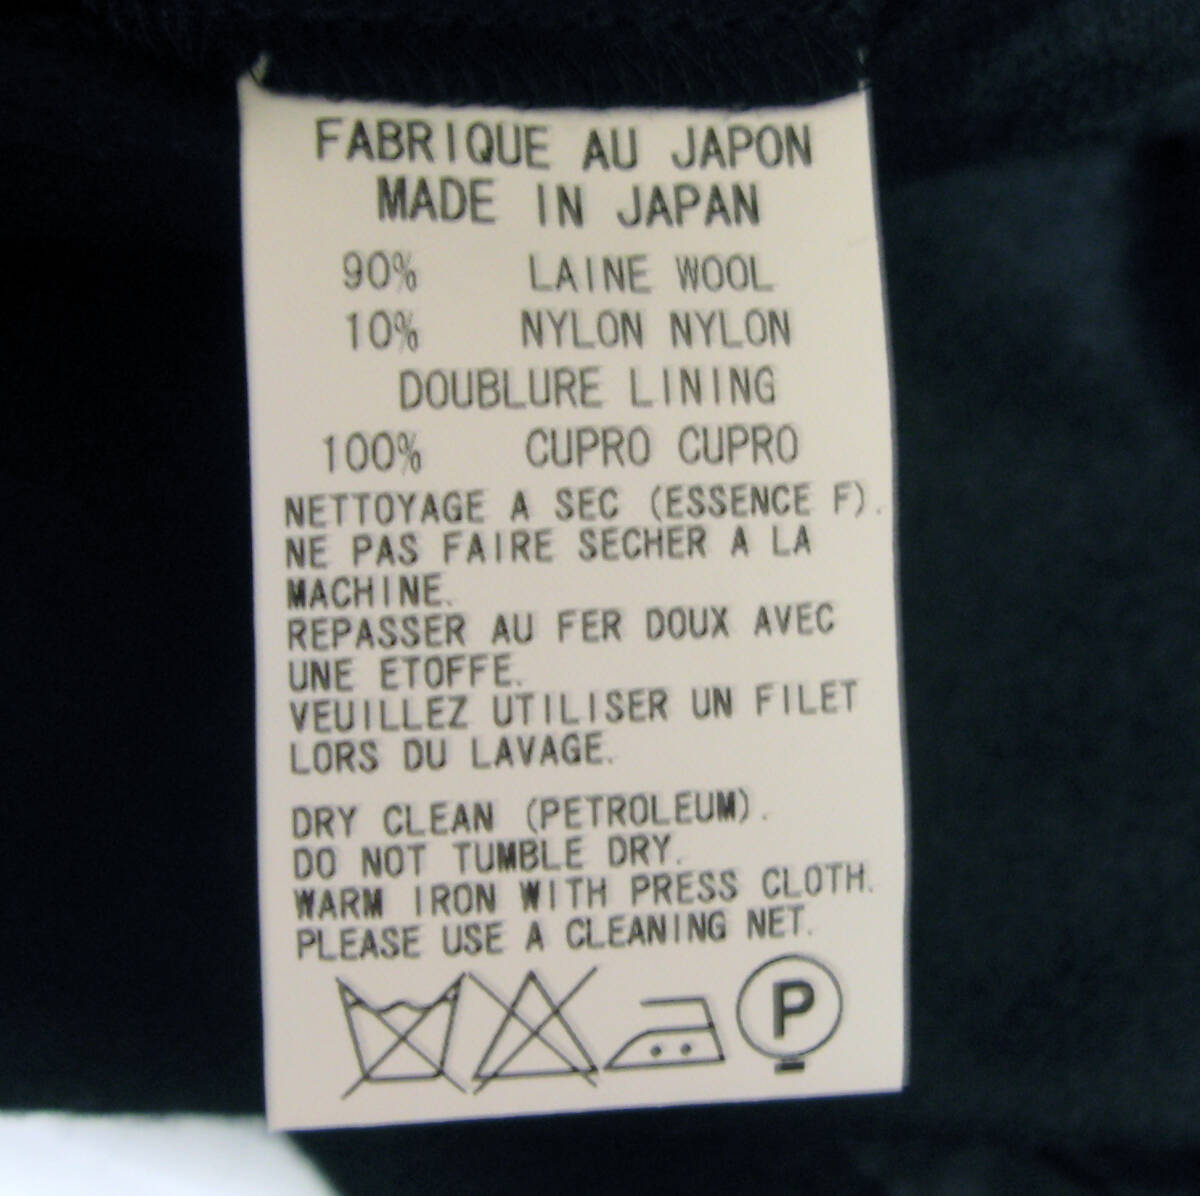 FABRIQUE AU JAPON
MADE IN JAPAN
90% LAINE WOOL
10% NYLON NYLON
DOUBLURE LINING
100% CUPRO CUPRO
NETTOYAGE A SEC (ESSENCE F).
NE PAS FAIRE SECHER A LA
MACHINE.
REPASSER AU FER DOUX AVEC
UNE ETOFFE.
VEUILLEZ UTILISER UN FILET
LORS DU LAVAGE.
DRY CLEAN (PETROLEUM).
DO NOT TUMBLE DRY.
WARM IRON WITH PRESS CLOTH.
PLEASE USE A CLEANING NET.
P